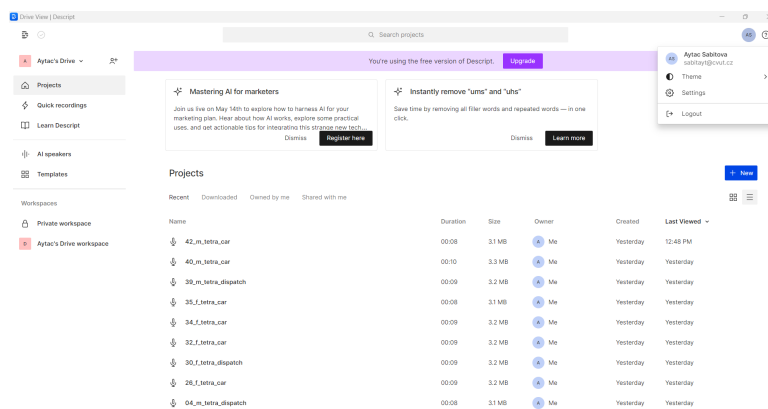 Drive View | Descript
Search projects
AS
A Aytac's Drive
You're using the free version of Descript. Upgrade
AS Aytac Sabitova
sabitayt@cvut.cz
Theme
Settings
Logout
Projects
Quick recordings
Learn Descript
AI speakers
Templates
Workspaces
Private workspace
D Aytac's Drive workspace
Mastering AI for marketers
Join us live on May 14th to explore how to harness AI for your
marketing plan. Hear about how AI works, explore some practical
uses, and get actionable tips for integrating this strange new tech...
Dismiss Register here
Instantly remove "ums" and "uhs"
Save time by removing all filler words and repeated words — in one
click.
Dismiss Learn more
Projects
+ New
Recent Downloaded Owned by me Shared with me
Name Duration Size Owner Created Last Viewed
42_m_tetra_car 00:08 3.1 MB A Me Yesterday 12:48 PM
40_m_tetra_car 00:10 3.3 MB A Me Yesterday Yesterday
39_m_tetra_dispatch 00:09 3.2 MB A Me Yesterday Yesterday
35_f_tetra_car 00:08 3.1 MB A Me Yesterday Yesterday
34_f_tetra_car 00:09 3.2 MB A Me Yesterday Yesterday
32_f_tetra_car 00:09 3.2 MB A Me Yesterday Yesterday
30_f_tetra_dispatch 00:09 3.2 MB A Me Yesterday Yesterday
26_f_tetra_car 00:09 3.2 MB A Me Yesterday Yesterday
04_m_tetra_dispatch 00:08 3.1 MB A Me Yesterday Yesterday